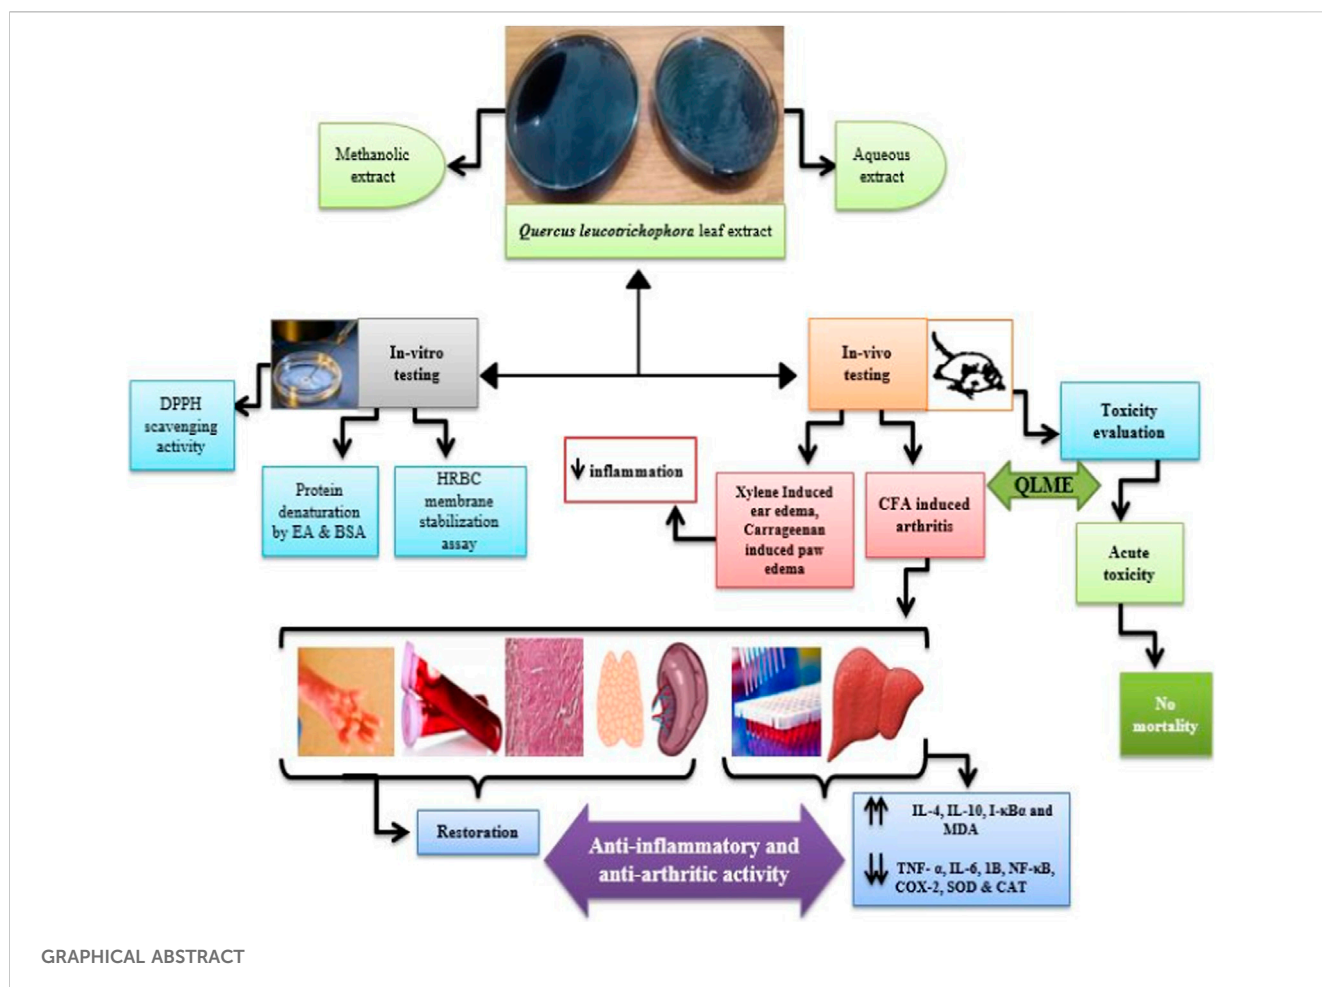 Methanolic
extract
Aqueous
extract
Quercus leucotrichophora leaf extract
In-vitro
testing
In-vivo
testing
DPPH
scavenging
activity
Toxicity
evaluation
Protein
denaturation
by EA & BSA
HRBC
membrane
stabilization
assay
inflammation
Xylene Induced
ear edema,
Carrageenan
induced paw
edema
CFA induced
arthritis
QLME
Acute
toxicity
No
mortality
Restoration
Anti-inflammatory and
anti-arthritic activity
IL-4, IL-10, I-κBα and
MDA
TNF- α, IL-6, 1B, NF-κB,
COX-2, SOD & CAT
GRAPHICAL ABSTRACT